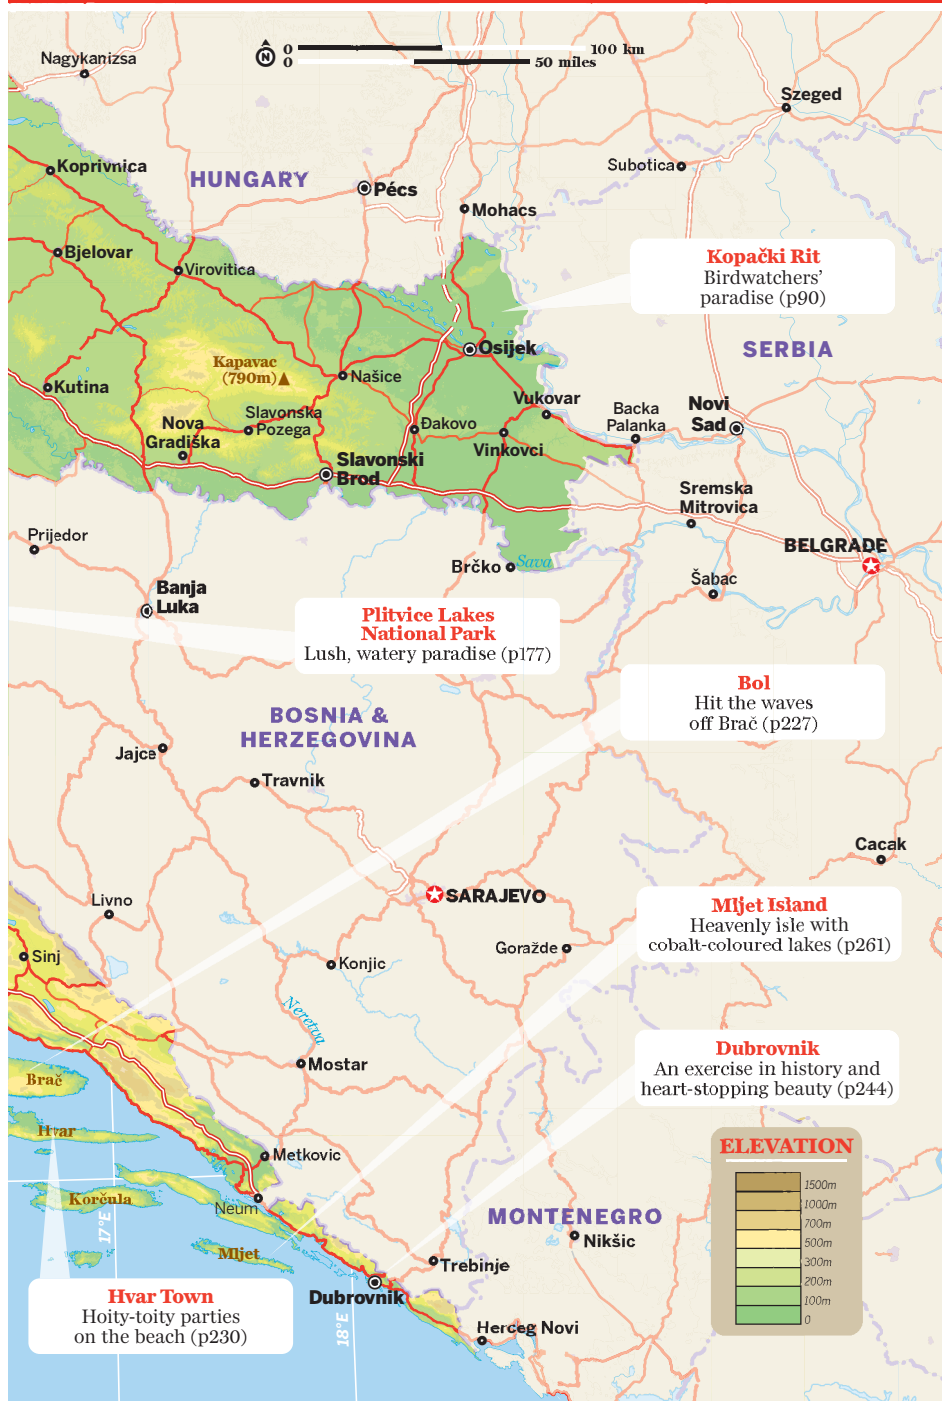 0
100 km
N
0
50 miles
Nagykanizsa
Szeged
Koprivnica
Subotica
HUNGARY
Pécs
Mohacs
Bjelovar
Virovitica
Kopački Rit
Birdwatchers’
paradise (p90)
Osijek
SERBIA
Kapavac
(790m)
Našice
Kutina
Vukovar
Novi
Sad
Backa
Palanka
Slavonska
Pozega
Nova
Gradiška
Đakovo
Vinkovci
Slavonski
Brod
Sremska
Mitrovica
Prijedor
BELGRADE
Brčko
Sava
Šabac
Banja
Luka
Plitvice Lakes
National Park
Lush, watery paradise (p177)
Bol
Hit the waves
off Brač (p227)
BOSNIA &
HERZEGOVINA
Jajce
Travnik
Cacak
SARAJEVO
Livno
Mljet Island
Heavenly isle with
cobalt-coloured lakes (p261)
Goražde
Sinj
Konjic
Neretva
Dubrovnik
An exercise in history and
heart-stopping beauty (p244)
Mostar
Brač
Hvar
ELEVATION
1500m
1000m
700m
500m
300m
200m
100m
0
Metkovic
Korčula
Neum
17°E
MONTENEGRO
Nikšic
Mljet
Trebinje
Dubrovnik
Hvar Town
Hoity-toity parties
on the beach (p230)
18°E
Herceg Novi